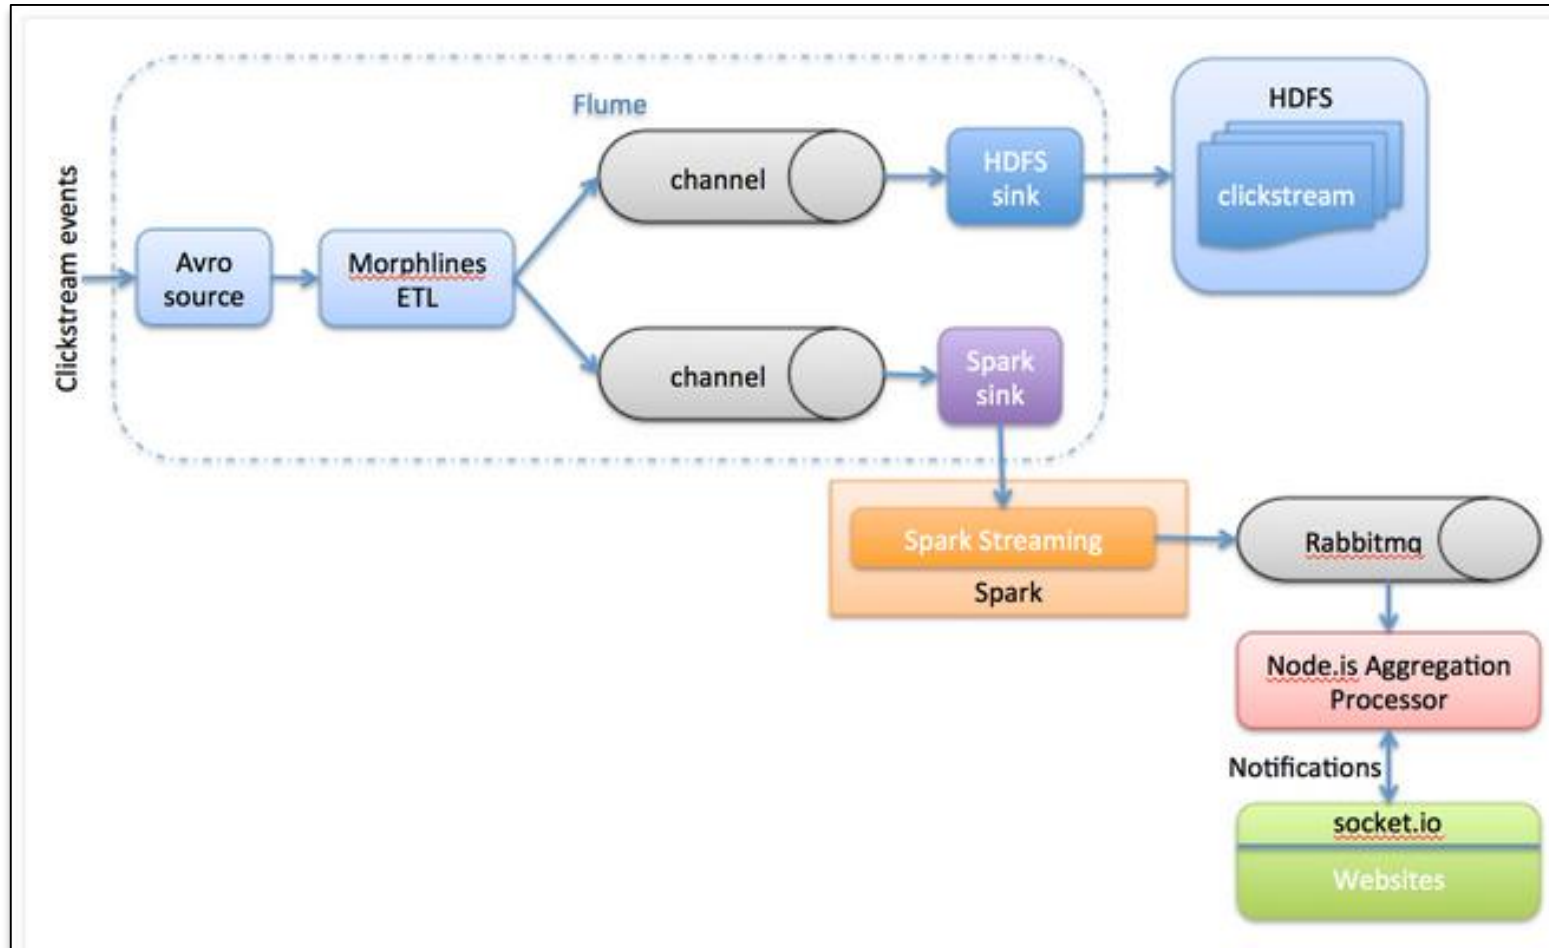 Clickstream events
Flume
Avro
source
Morphlines
ETL
channel
HDFS
sink
HDFS
clickstream
channel
Spark
sink
Spark Streaming
Spark
Rabbitmq
Node.js Aggregation
Processor
Notifications
socket.io
Websites